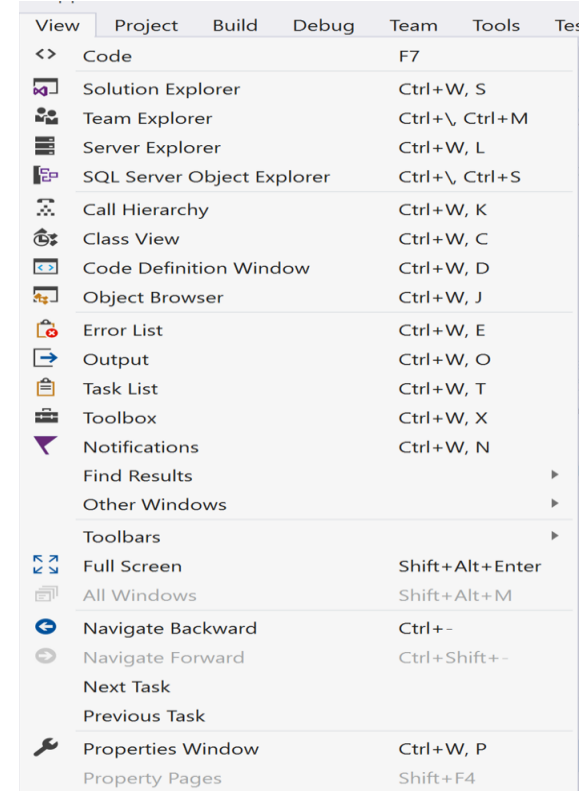 View Project Build Debug Team Tools
Code F7
Solution Explorer Ctrl+W, S
Team Explorer Ctrl+\, Ctrl+M
Server Explorer Ctrl+W, L
SQL Server Object Explorer Ctrl+\, Ctrl+S
Call Hierarchy Ctrl+W, K
Class View Ctrl+W, C
Code Definition Window Ctrl+W, D
Object Browser Ctrl+W, J
Error List Ctrl+W, E
Output Ctrl+W, O
Task List Ctrl+W, T
Toolbox Ctrl+W, X
Notifications Ctrl+W, N
Find Results
Other Windows
Toolbars
Full Screen Shift+Alt+Enter
All Windows Shift+Alt+M
Navigate Backward Ctrl+-
Navigate Forward Ctrl+Shift+-
Next Task
Previous Task
Properties Window Ctrl+W, P
Property Pages Shift+F4